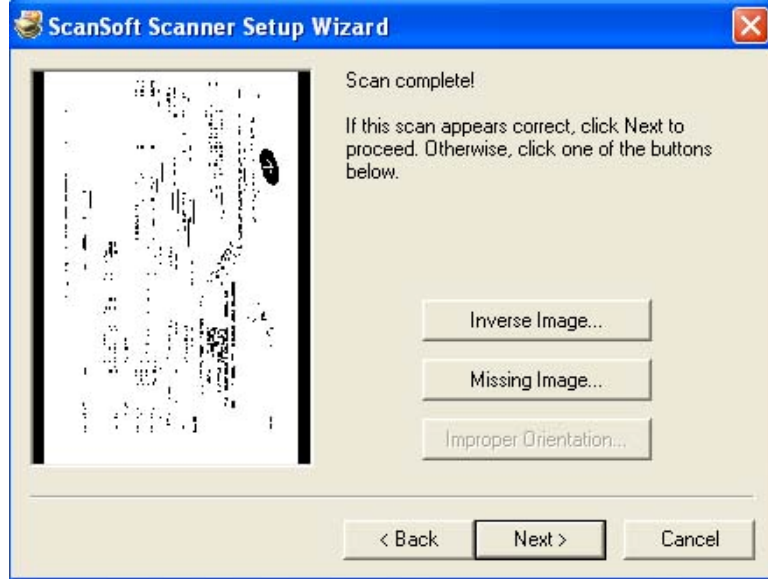 ScanSoft Scanner Setup Wizard
Scan complete!
If this scan appears correct, click Next to
proceed. Otherwise, click one of the buttons
below.
Inverse Image...
Missing Image...
Improper Orientation...
< Back
Next >
Cancel